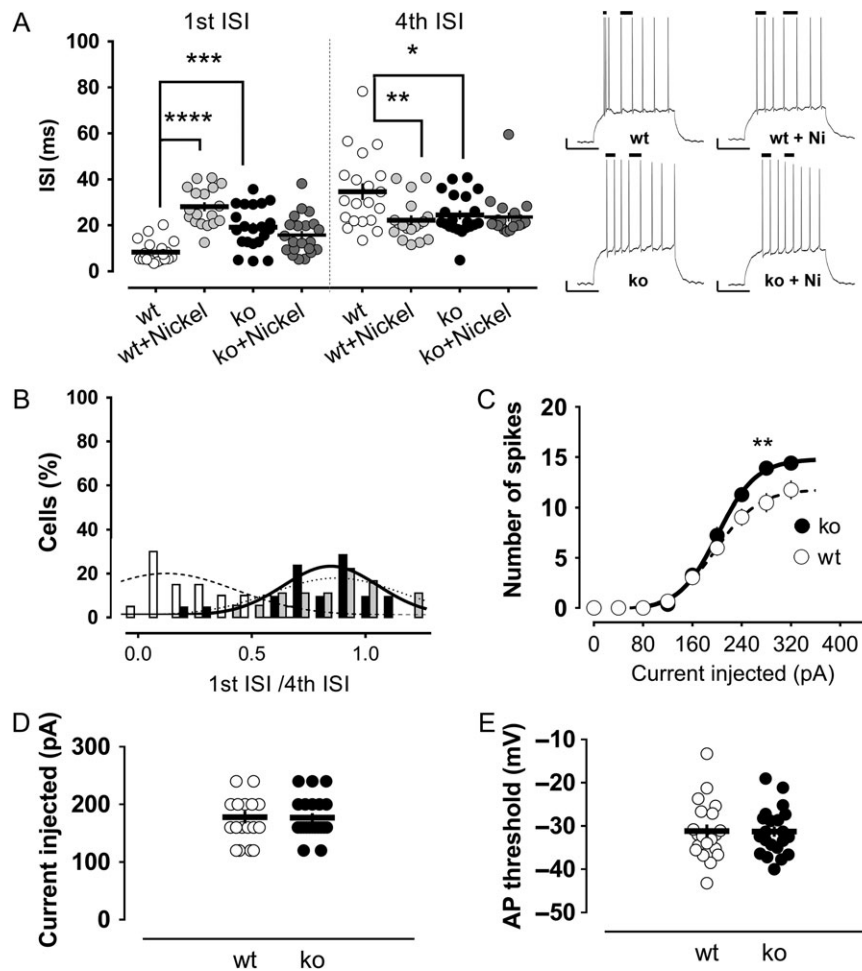 A
1st ISI
4th ISI
***
*
****
**
ISI (ms)
100
80
60
40
20
0
wt
wt+Nickel
ko
ko+Nickel
wt
wt+Nickel
ko
ko+Nickel
wt
wt + Ni
ko
ko + Ni
B
Cells (%)
100
80
60
40
20
0
0.0
0.5
1.0
1st ISI /4th ISI
C
Number of spikes
20
15
10
5
0
**
ko
wt
0
80
160
240
320
400
Current injected (pA)
D
Current injected (pA)
300
200
100
0
wt
ko
E
AP threshold (mV)
−10
−20
−30
−40
−50
wt
ko